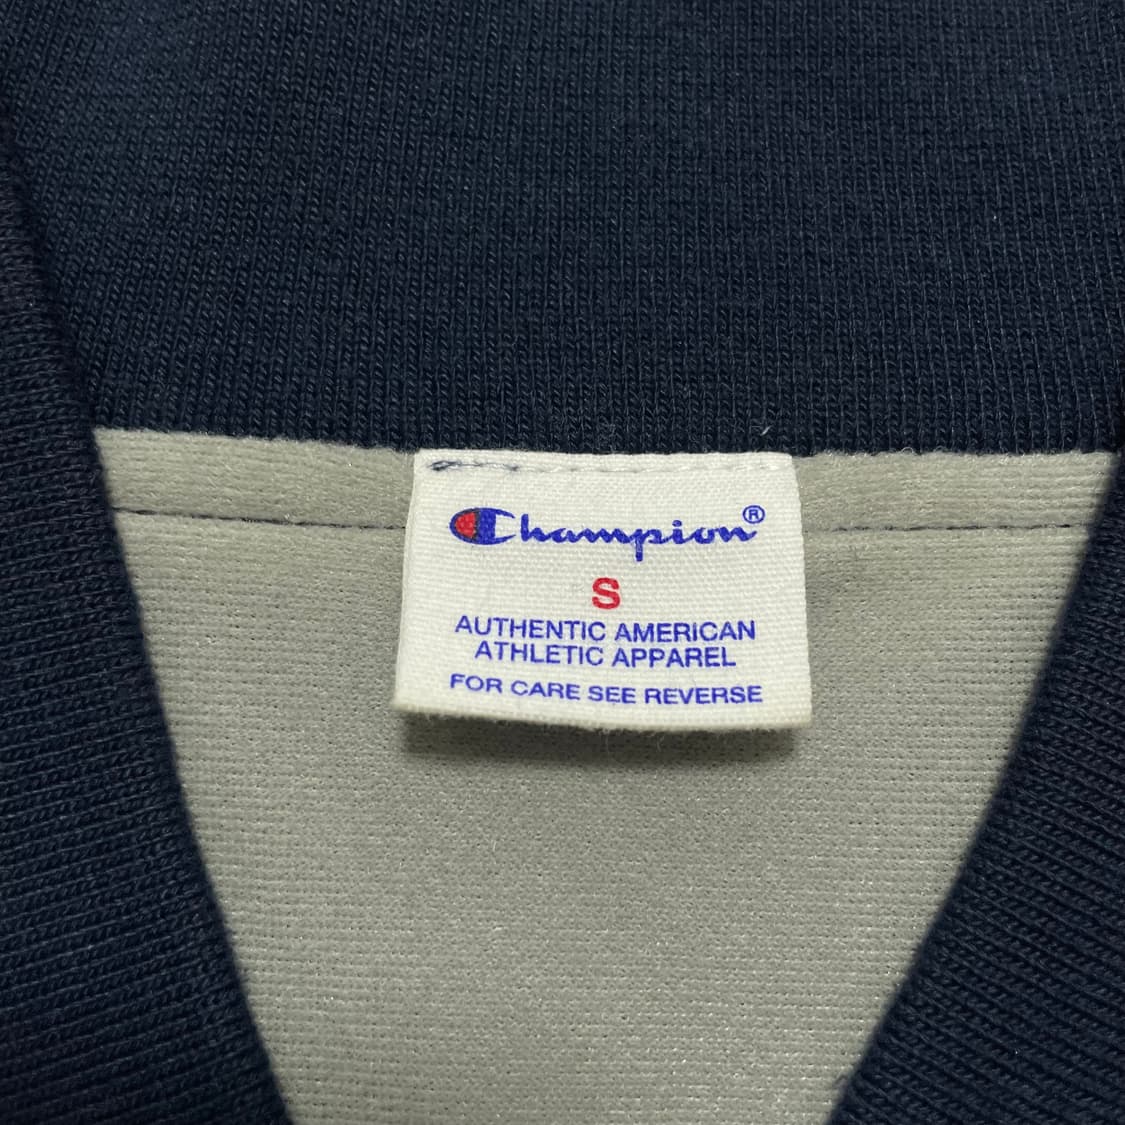 Champion®
S
AUTHENTIC AMERICAN
ATHLETIC APPAREL
FOR CARE SEE REVERSE